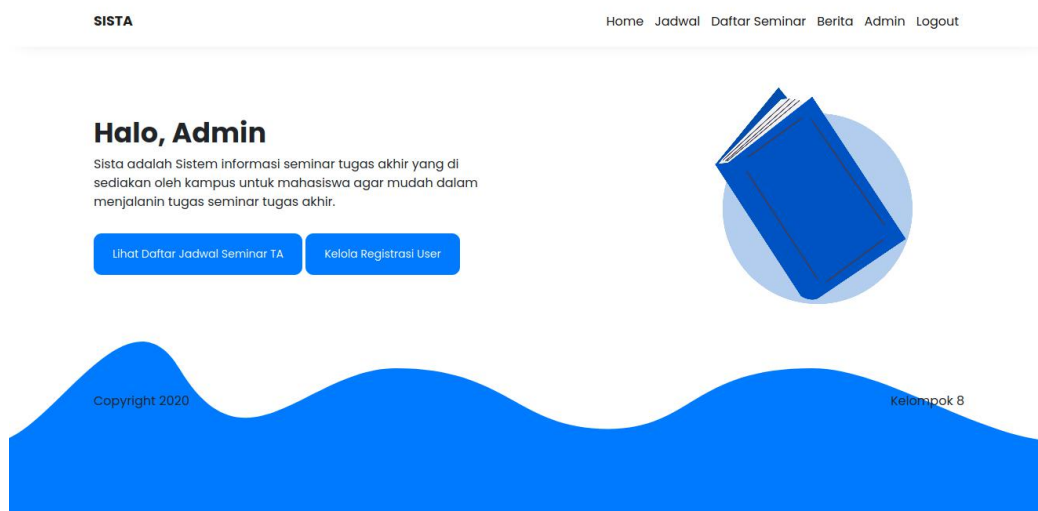 SISTA
Home Jadwal Daftar Seminar Berita Admin Logout
Halo, Admin
Sista adalah Sistem informasi seminar tugas akhir yang di
sediakan oleh kampus untuk mahasiswa agar mudah dalam
menjalanin tugas seminar tugas akhir.
Lihat Daftar Jadwal Seminar TA
Kelola Registrasi User
Copyright 2020
Kelompok 8